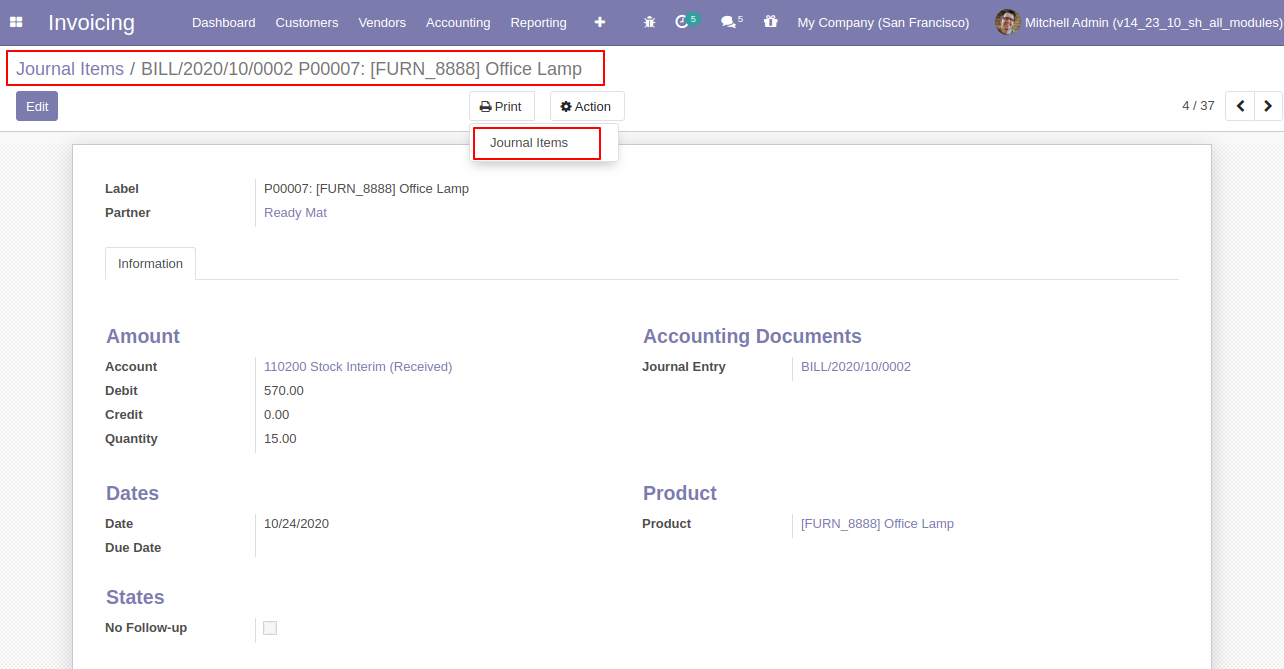 Invoicing Dashboard Customers Vendors Accounting Reporting 5 5 My Company (San Francisco) Mitchell Admin (v14_23_10_sh_all_modules)
Journal Items / BILL/2020/10/0002 P00007: [FURN_8888] Office Lamp
Edit Print Action 4 / 37
Journal Items
Label P00007: [FURN_8888] Office Lamp
Partner Ready Mat
Information
Amount
Account 110200 Stock Interim (Received)
Debit 570.00
Credit 0.00
Quantity 15.00
Accounting Documents
Journal Entry BILL/2020/10/0002
Dates
Date 10/24/2020
Due Date
Product
Product [FURN_8888] Office Lamp
States
No Follow-up